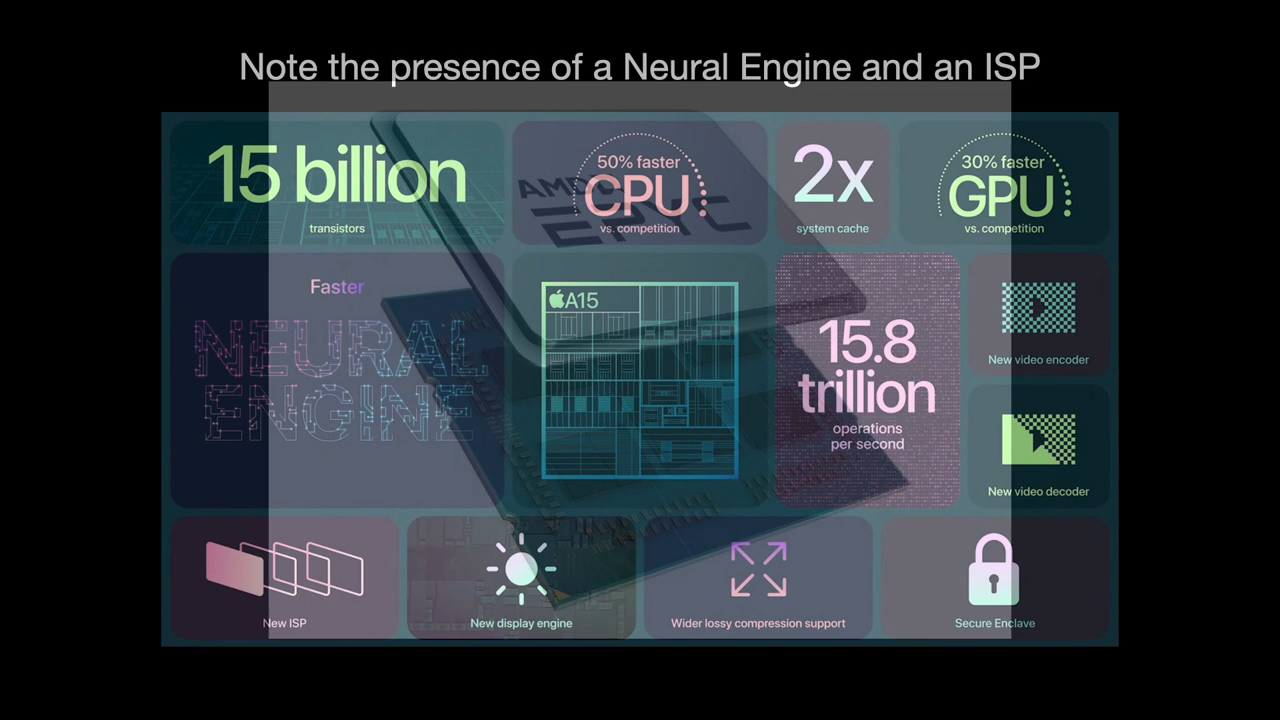 Note the presence of a Neural Engine and an ISP
15 billion
transistors
50% faster
CPU
vs. competition
AMD
EPYC
2x
system cache
30% faster
GPU
vs. competition
Faster
NEURAL
ENGINE
A15
15.8
trillion
operations
per second
New video encoder
New video decoder
New ISP
New display engine
Wider lossy compression support
Secure Enclave